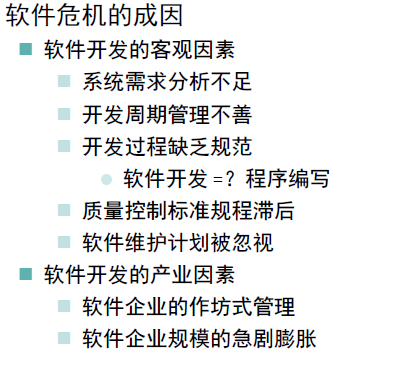 软件危机的成因
软件开发的客观因素
系统需求分析不足
开发周期管理不善
开发过程缺乏规范
软件开发 =？程序编写
质量控制标准规程滞后
软件维护计划被忽视
软件开发的产业因素
软件企业的作坊式管理
软件企业规模的急剧膨胀